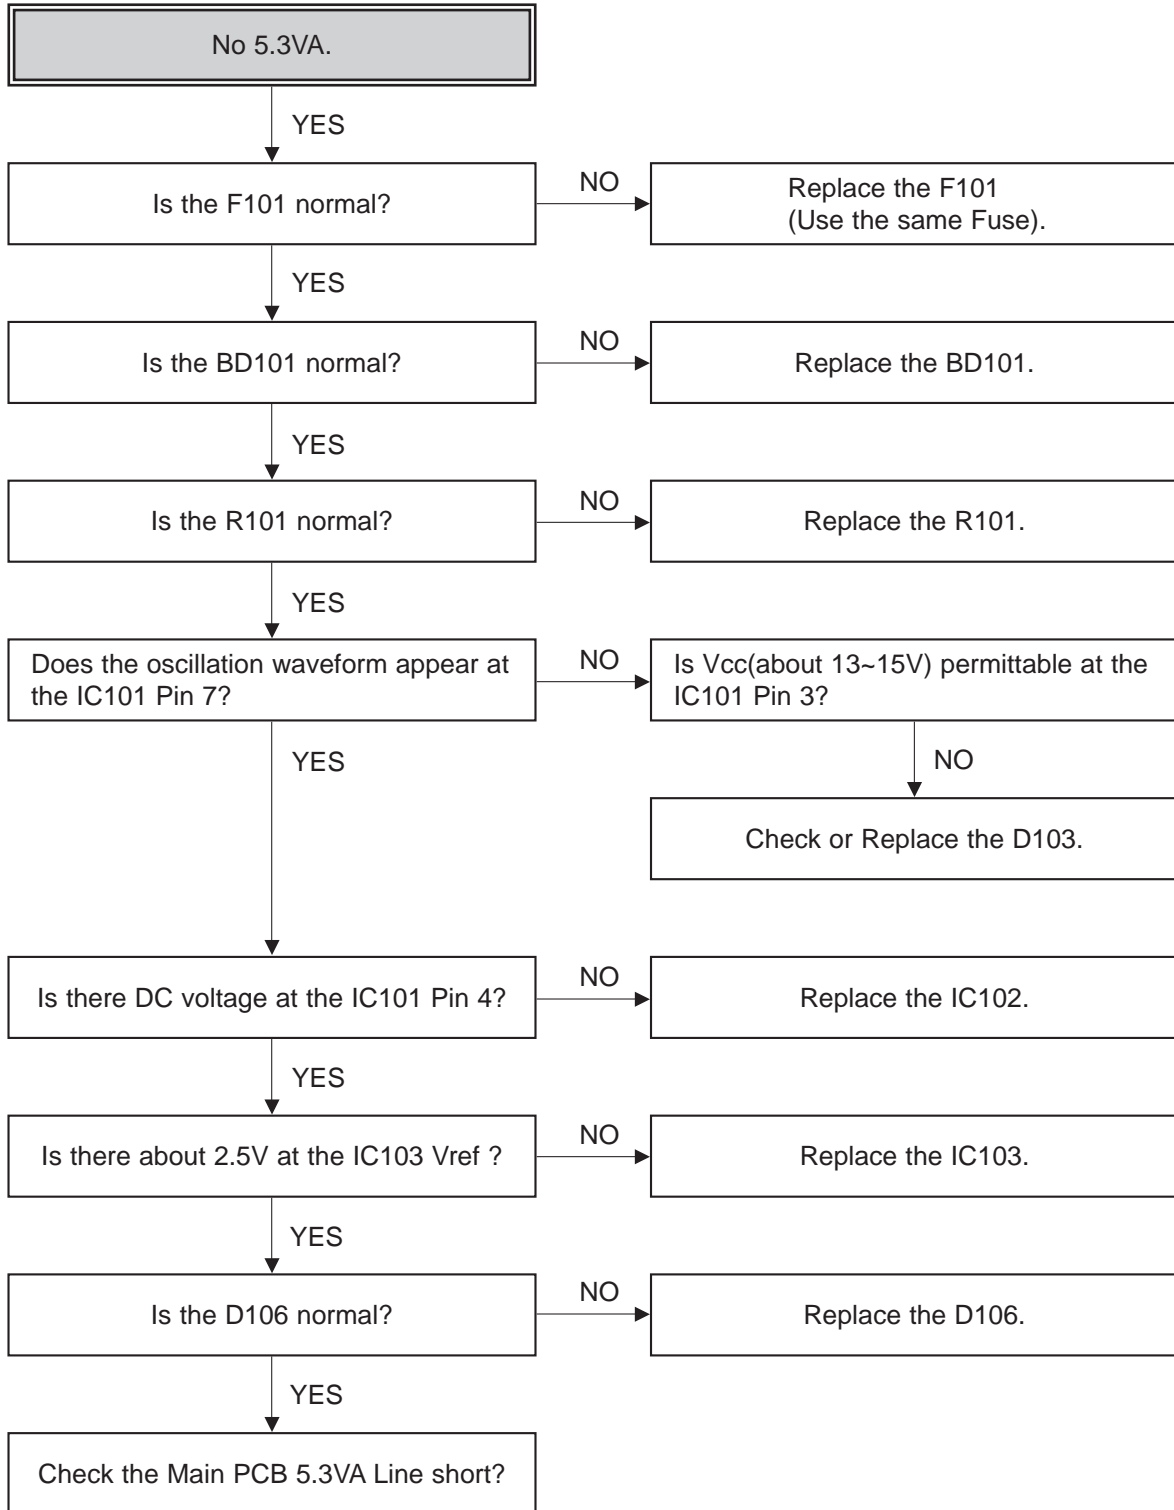 No 5.3VA.
YES
Is the F101 normal?
NO
Replace the F101
(Use the same Fuse).
YES
Is the BD101 normal?
NO
Replace the BD101.
YES
Is the R101 normal?
NO
Replace the R101.
YES
Does the oscillation waveform appear at
the IC101 Pin 7?
NO
Is Vcc(about 13~15V) permittable at the
IC101 Pin 3?
YES
NO
Check or Replace the D103.
Is there DC voltage at the IC101 Pin 4?
NO
Replace the IC102.
YES
Is there about 2.5V at the IC103 Vref ?
NO
Replace the IC103.
YES
Is the D106 normal?
NO
Replace the D106.
YES
Check the Main PCB 5.3VA Line short?